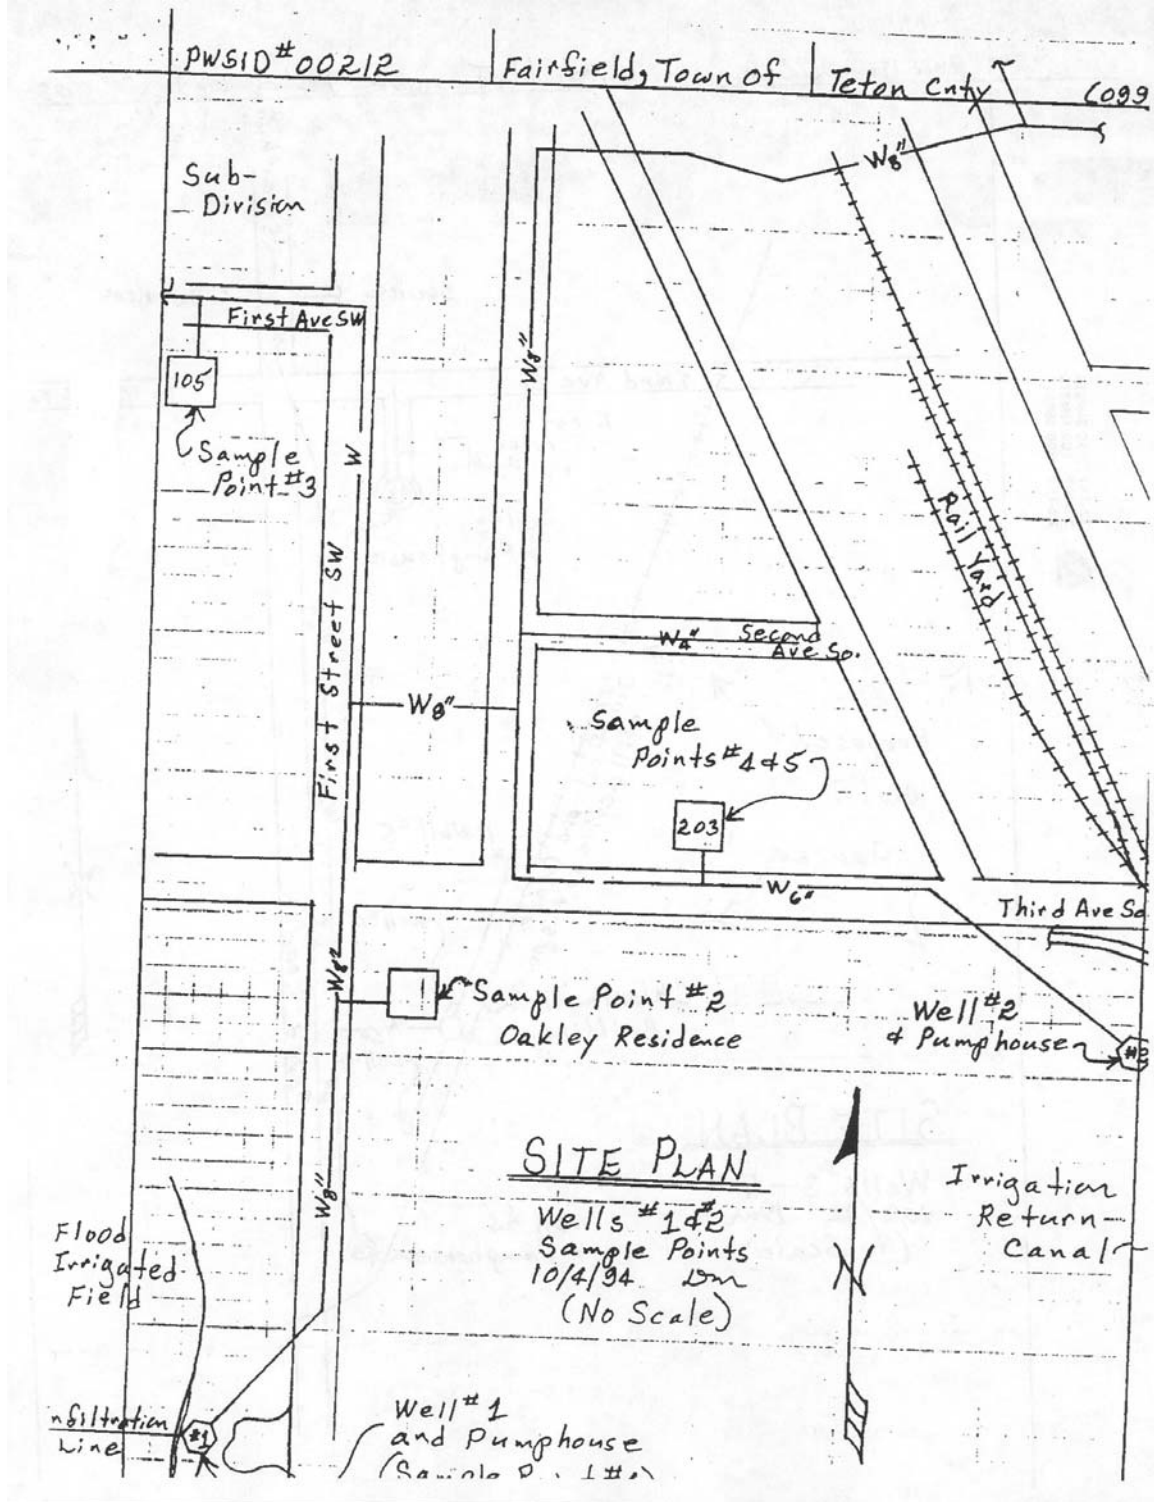 PWSID#00212
Fairfield, Town of
Teton Cnty
W8"
Sub-
Division
First Ave SW
W8"
105
Sample
Point #3
W
Rail Yard
First Street SW
W4"
Second
Ave So.
W8"
Sample
Points #4&5
203
W6"
Third Ave So
W8"
Sample Point #2
Oakley Residence
Well #2
& Pumphouse
SITE PLAN
Wells #1&#2
Sample Points
10/4/94
(No Scale)
N
Irrigation
Return
Canal
W8"
Flood
Irrigated
Field
nfiltration
Line
#1
Well #1
and Pumphouse
(Sample